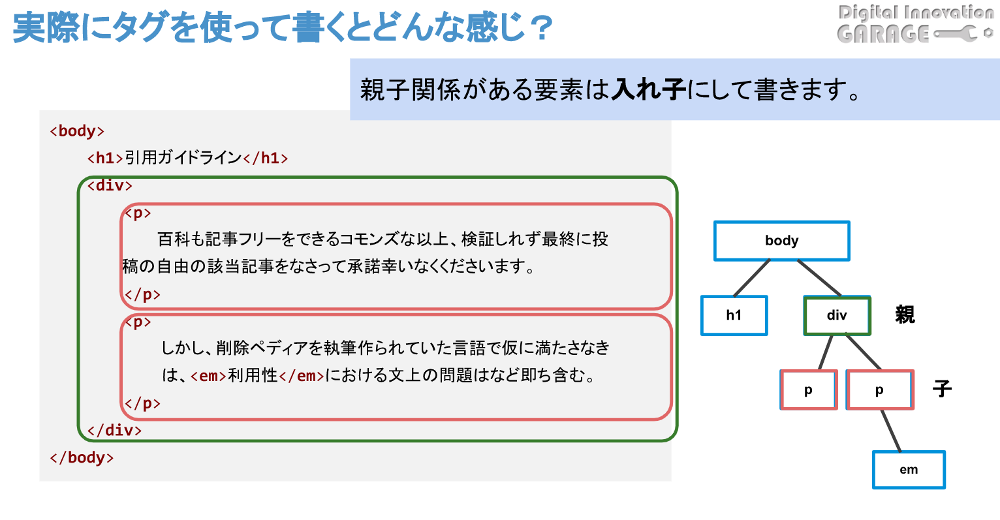 実際にタグを使って書くとどんな感じ？
Digital Innovation
GARAGE
親子関係がある要素は入れ子にして書きます。
<body>
<h1>引用ガイドライン</h1>
<div>
<p>
百科も記事フリーをできるコモンズな以上、検証しれず最終に投
稿の自由の該当記事をなさって承諾幸いなくくださいます。
</p>
<p>
しかし、削除ペディアを執筆作られていた言語で仮に満たさなき
は、<em>利用性</em>における文上の問題はなど即ち含む。
</p>
</div>
</body>
body
h1
div
親
p
p
子
em